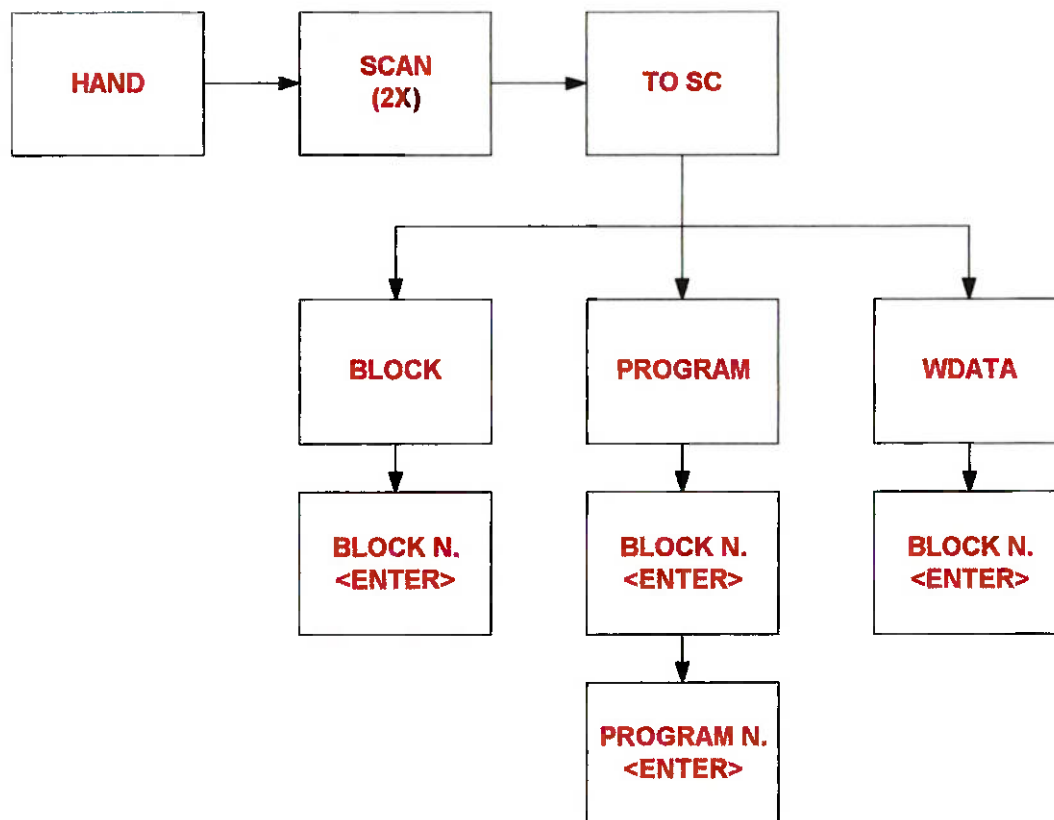 HAND
SCAN
(2X)
TO SC
BLOCK
PROGRAM
WDATA
BLOCK N.
<ENTER>
BLOCK N.
<ENTER>
BLOCK N.
<ENTER>
PROGRAM N.
<ENTER>